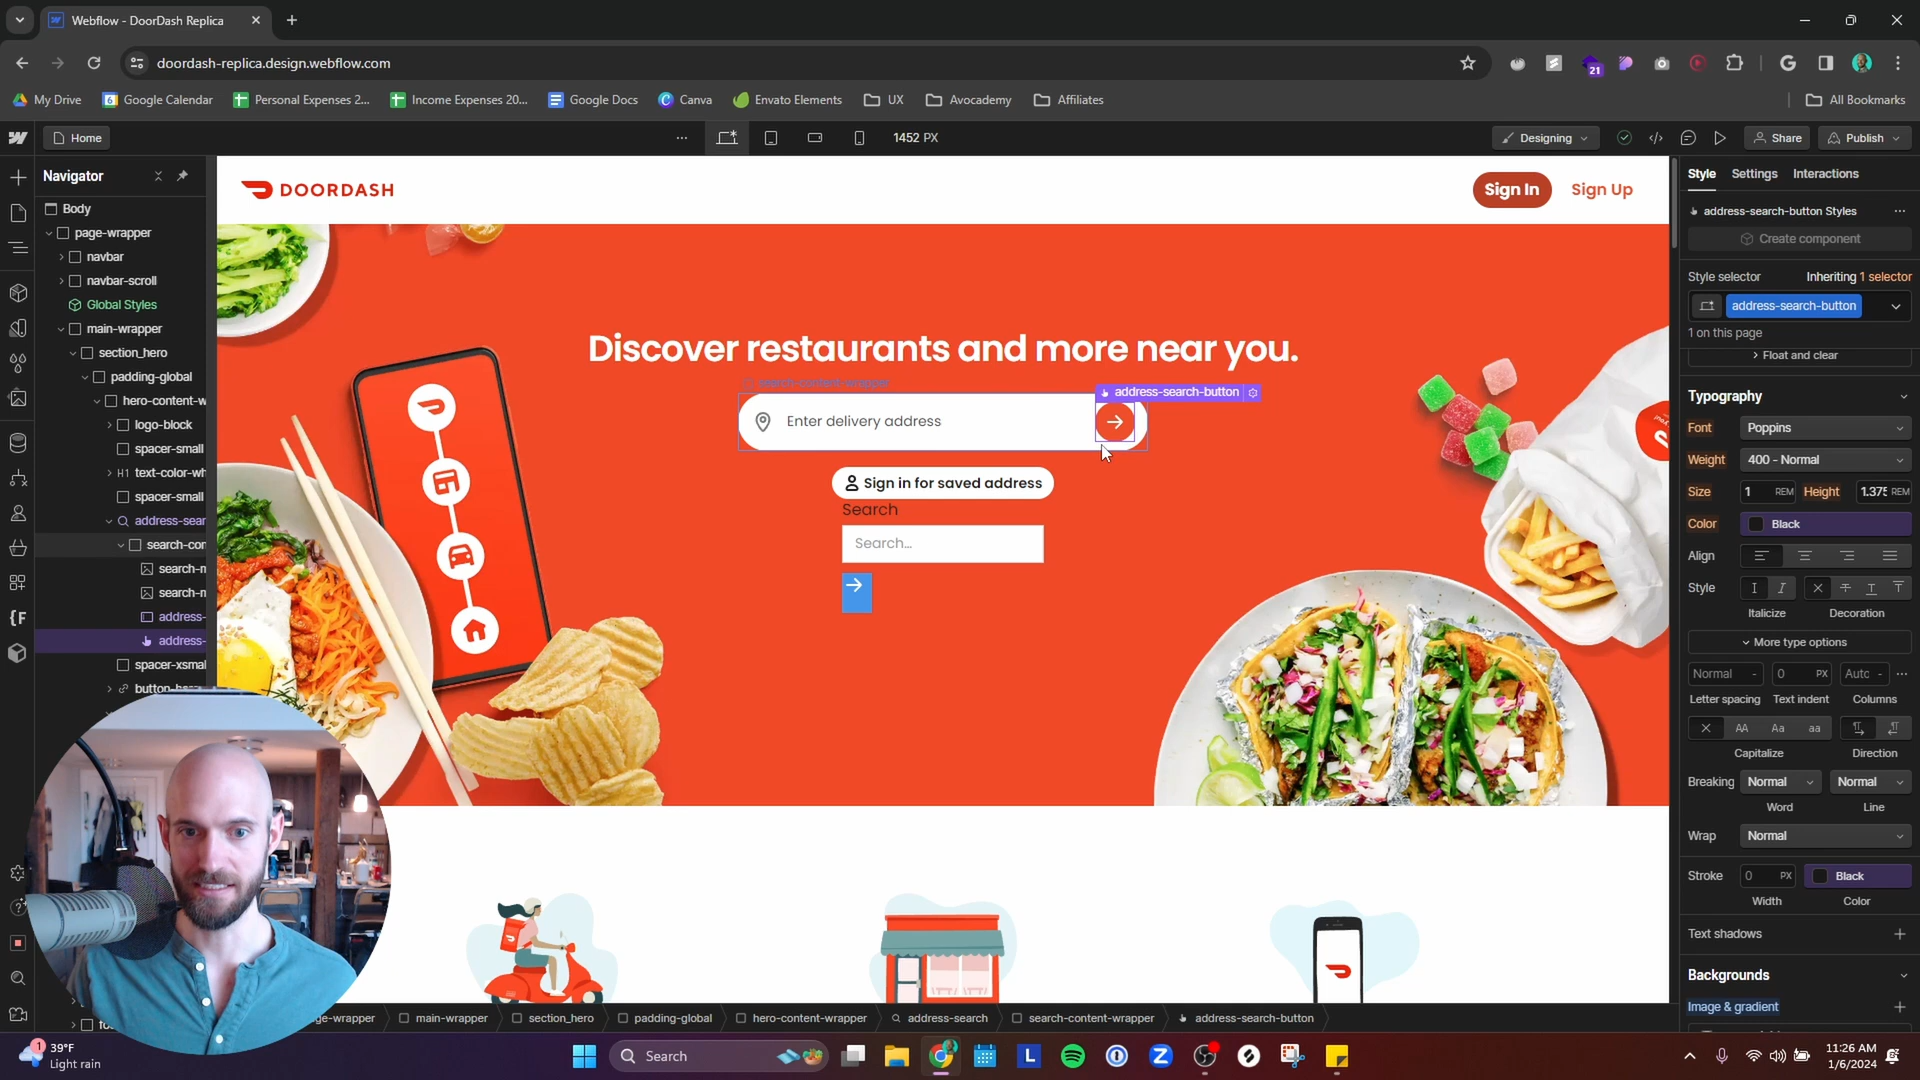 Webflow - DoorDash Replica
doordash-replica.design.webflow.com
21
My Drive
Google Calendar
Personal Expenses 2...
Income Expenses 20...
Google Docs
Canva
Envato Elements
UX
Avocademy
Affiliates
All Bookmarks
Home
1452 PX
Designing
Share
Publish
Navigator
Body
page-wrapper
navbar
navbar-scroll
Global Styles
main-wrapper
section_hero
padding-global
hero-content-w
logo-block
spacer-small
H1 text-color-wh
spacer-small
address-sear
search-con
search-n
search-n
address-
address-
spacer-xsmal
DOORDASH
Sign In
Sign Up
Discover restaurants and more near you.
search-content-wrapper
address-search-button
Enter delivery address
Sign in for saved address
Search
Search…
Style
Settings
Interactions
address-search-button Styles
Create component
Style selector
Inheriting 1 selector
address-search-button
1 on this page
Float and clear
Typography
Font
Poppins
Weight
400 - Normal
Size
1
REM
Height
1.375
REM
Color
Black
Align
Style
Italicize
Decoration
More type options
Normal
0
PX
Auto
Letter spacing
Text indent
Columns
AA
Aa
aa
Capitalize
Direction
Breaking
Normal
Normal
Word
Line
Wrap
Normal
Stroke
0
PX
Black
Width
Color
Text shadows
Backgrounds
Image & gradient
ge-wrapper
main-wrapper
section_hero
padding-global
hero-content-wrapper
address-search
search-content-wrapper
address-search-button
1
39°F
Light rain
Search
L
11:26 AM
1/6/2024